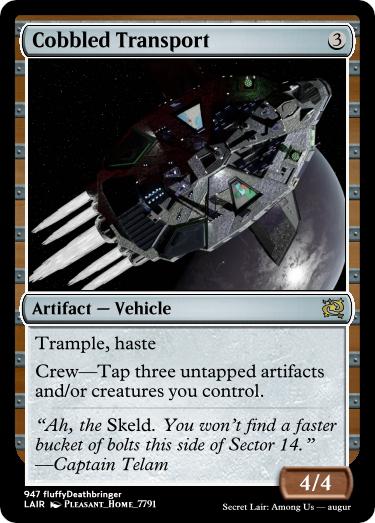 Cobbled Transport 3
Artifact — Vehicle
Trample, haste
Crew—Tap three untapped artifacts
and/or creatures you control.
“Ah, the Skeld. You won’t find a faster
bucket of bolts this side of Sector 14.”
—Captain Telam
4/4
947 fluffyDeathbringer
LAIR Pleasant_Home_7791
Secret Lair: Among Us — augur